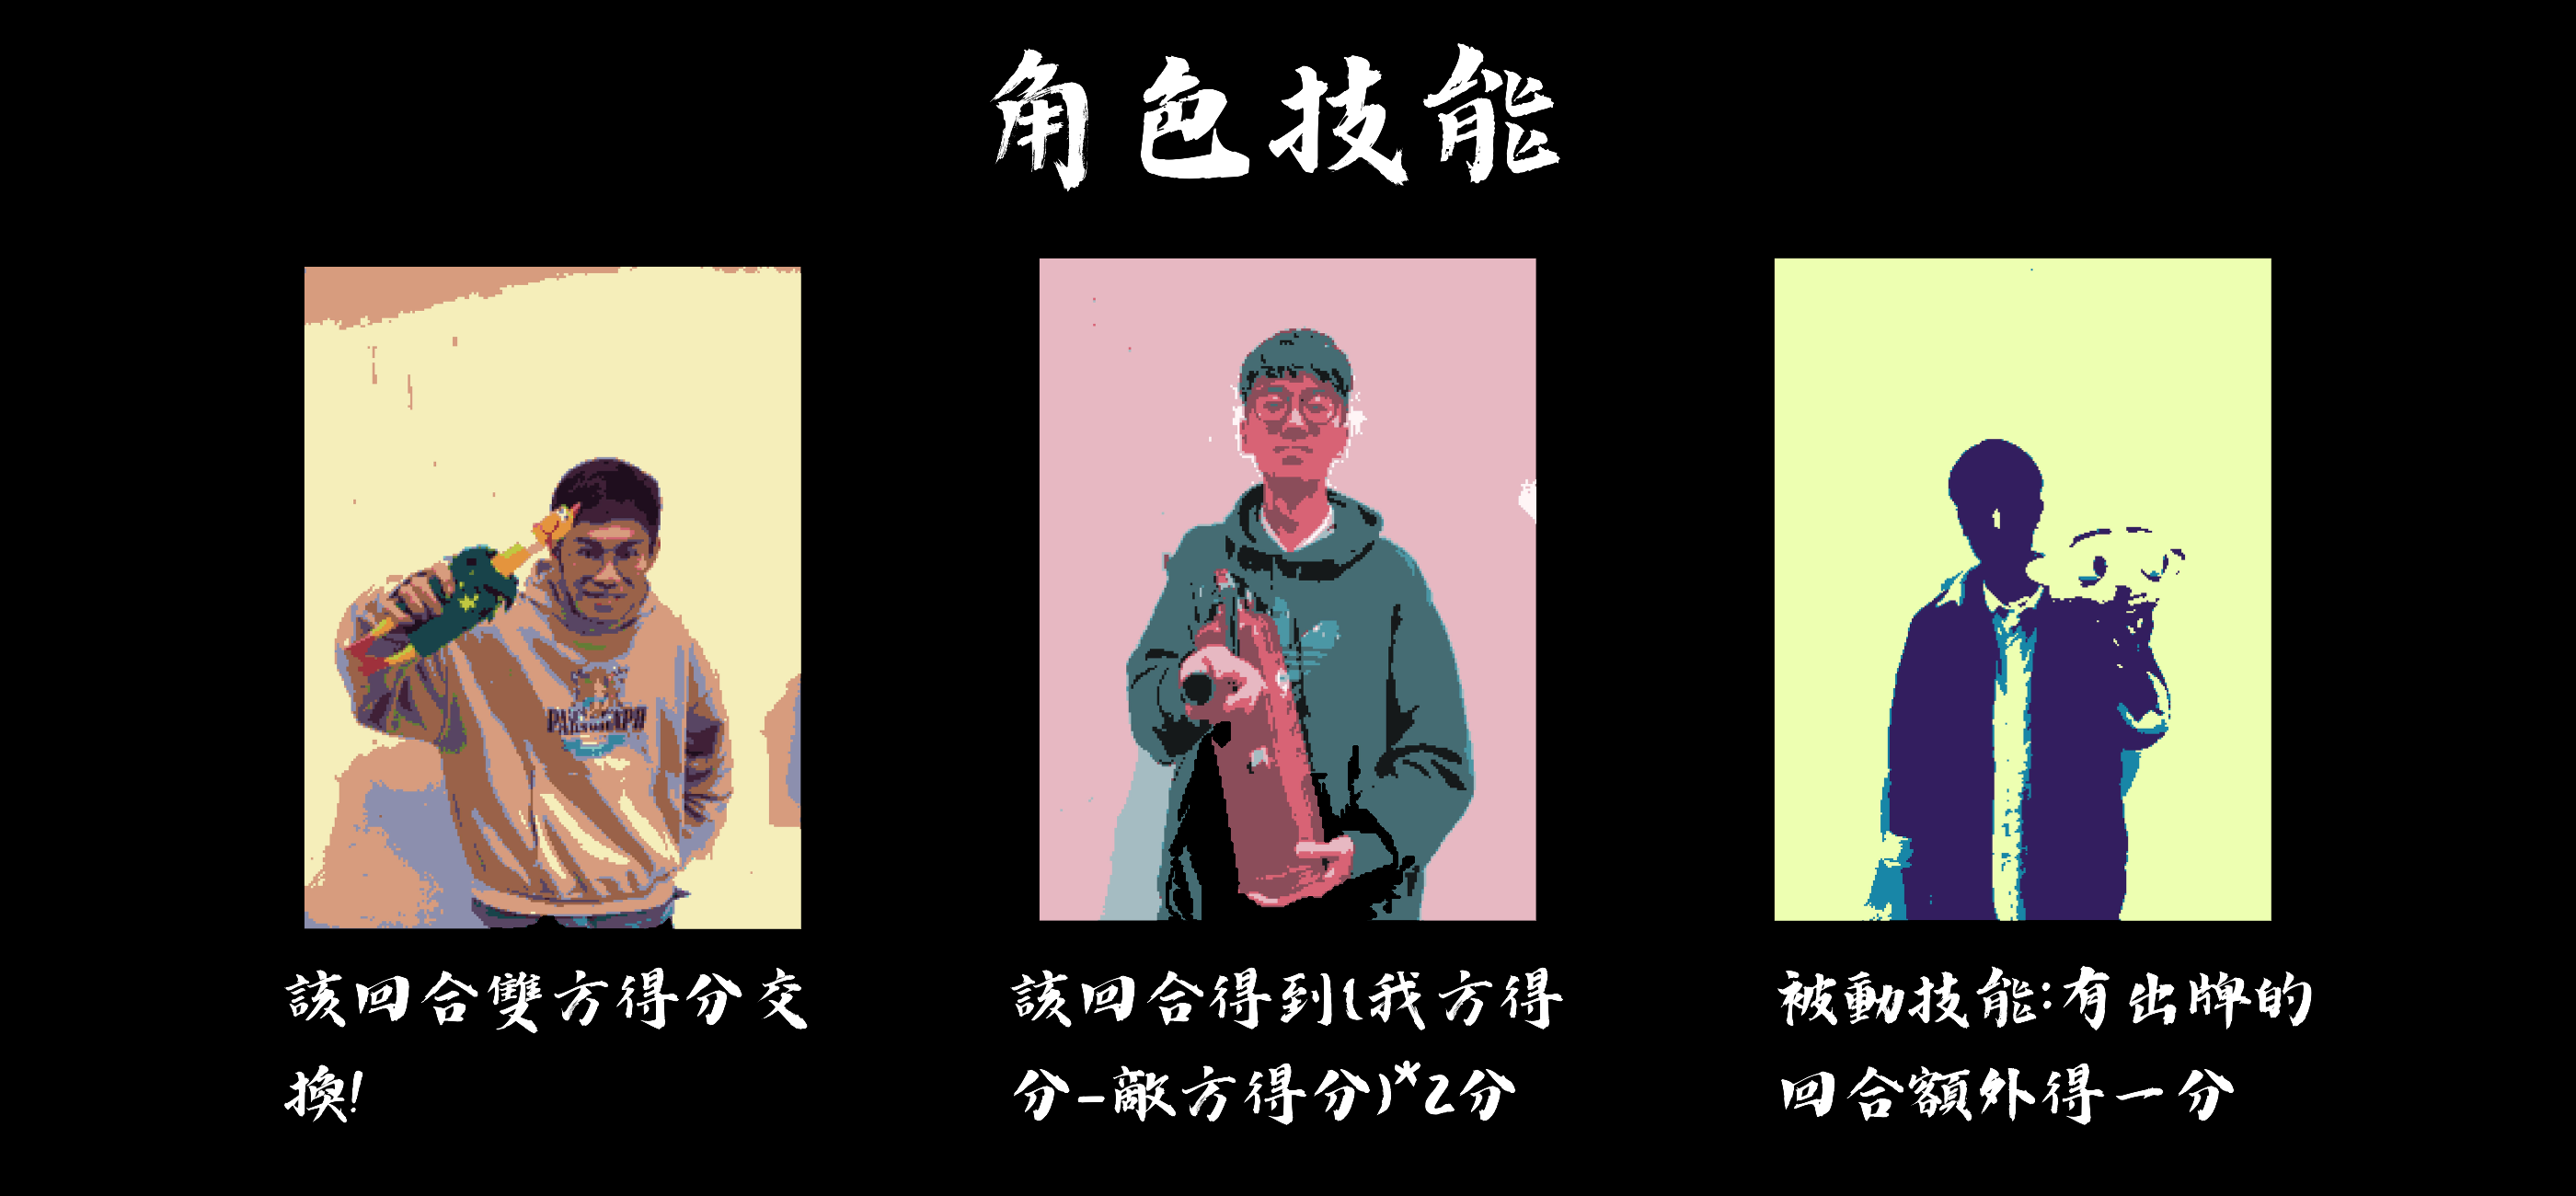 角色技能
PARAGRAPH
該回合雙方得分交
換!
該回合得到(我方得
分-敵方得分)*2分
被動技能:有出牌的
回合額外得一分